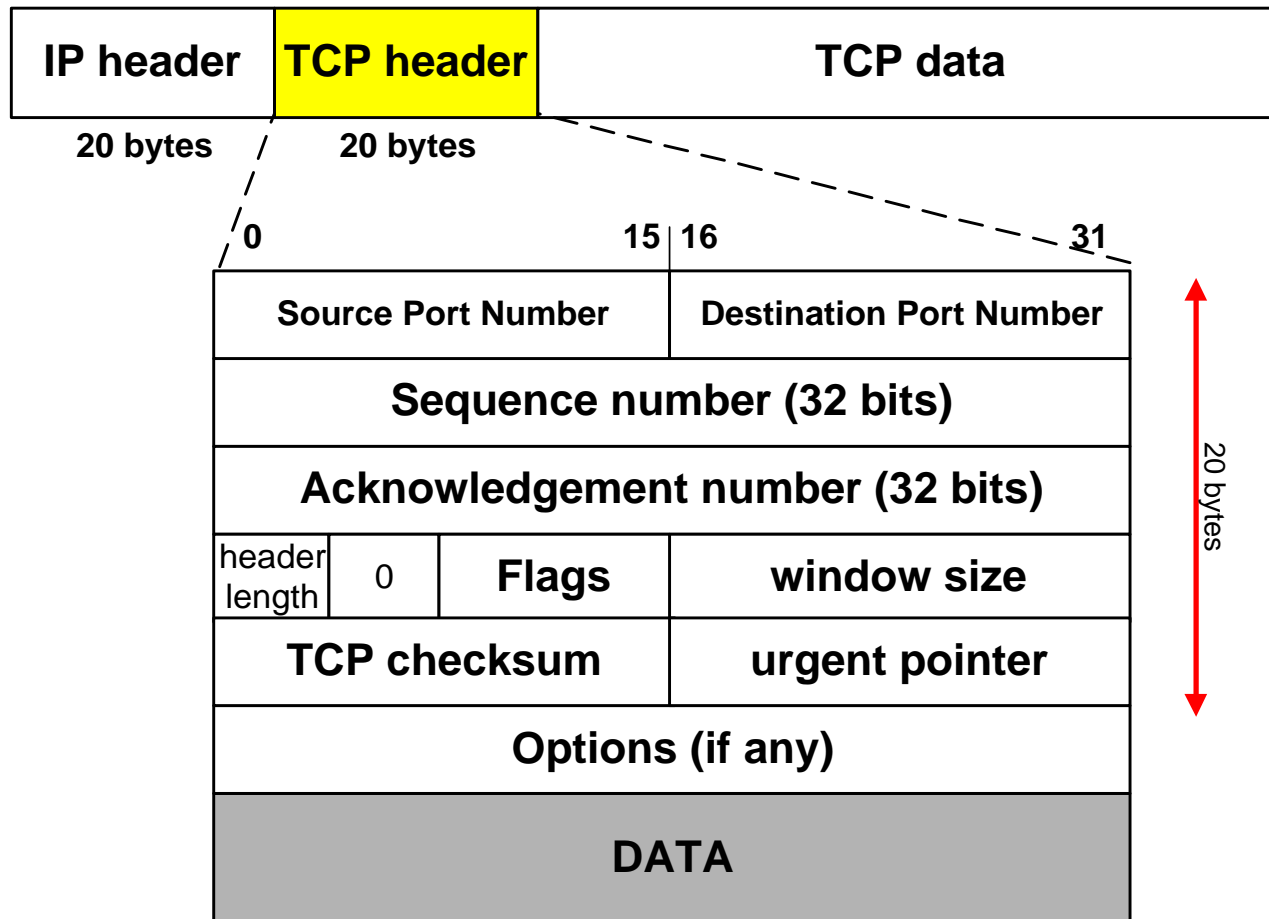 IP header TCP header TCP data
20 bytes 20 bytes
0 15 16 31
Source Port Number Destination Port Number
Sequence number (32 bits)
20 bytes
Acknowledgement number (32 bits)
header
length
0 Flags window size
TCP checksum urgent pointer
Options (if any)
DATA